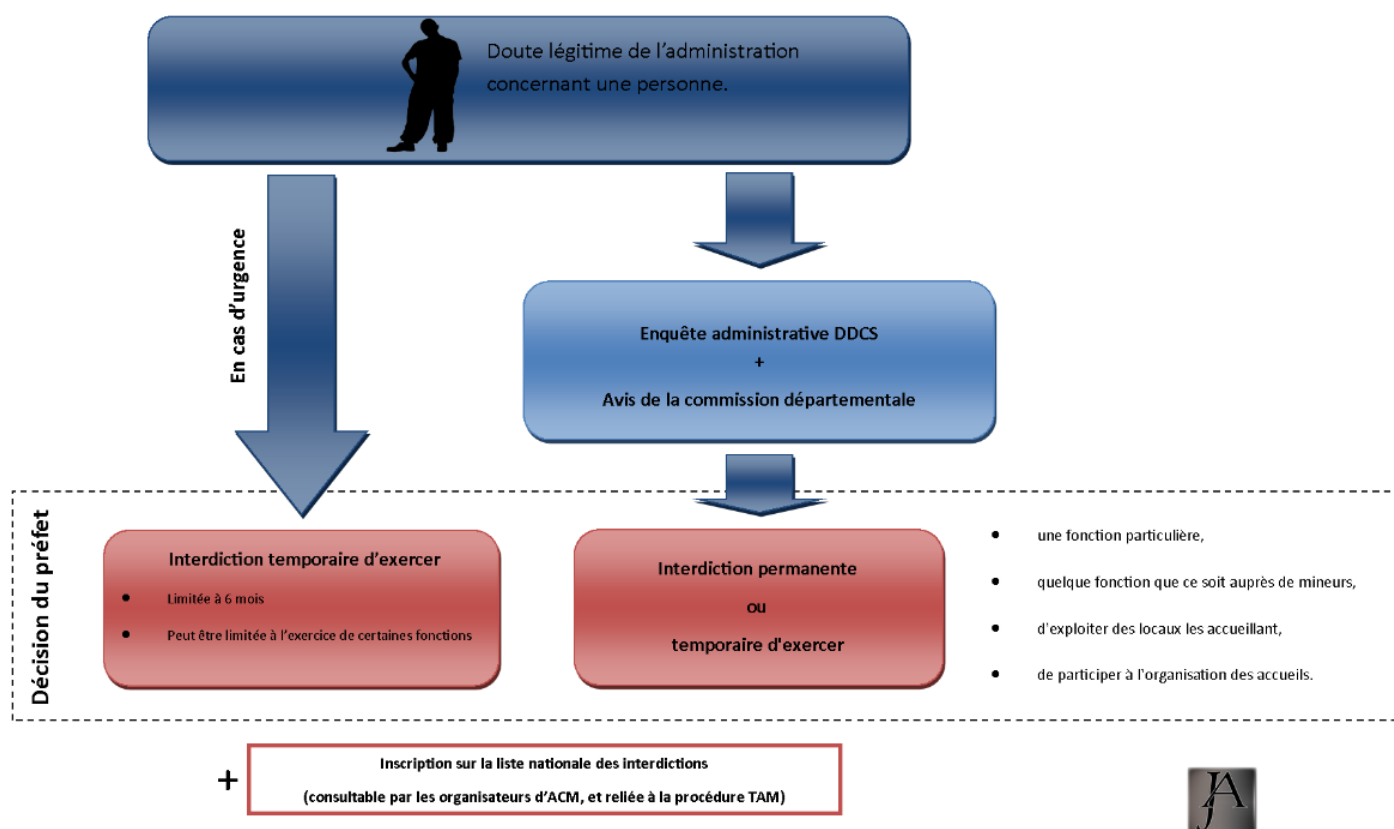 Doute légitime de l'administration
concernant une personne.
En cas d'urgence
Enquête administrative DDCS
+
Avis de la commission départementale
Décision du préfet
Interdiction temporaire d'exercer
• Limitée à 6 mois
• Peut être limitée à l'exercice de certaines fonctions
Interdiction permanente
ou
temporaire d'exercer
• une fonction particulière,
• quelque fonction que ce soit auprès de mineurs,
• d'exploiter des locaux les accueillant,
• de participer à l'organisation des accueils.
+
Inscription sur la liste nationale des interdictions
(consultable par les organisateurs d'ACM, et reliée à la procédure TAM)
JA